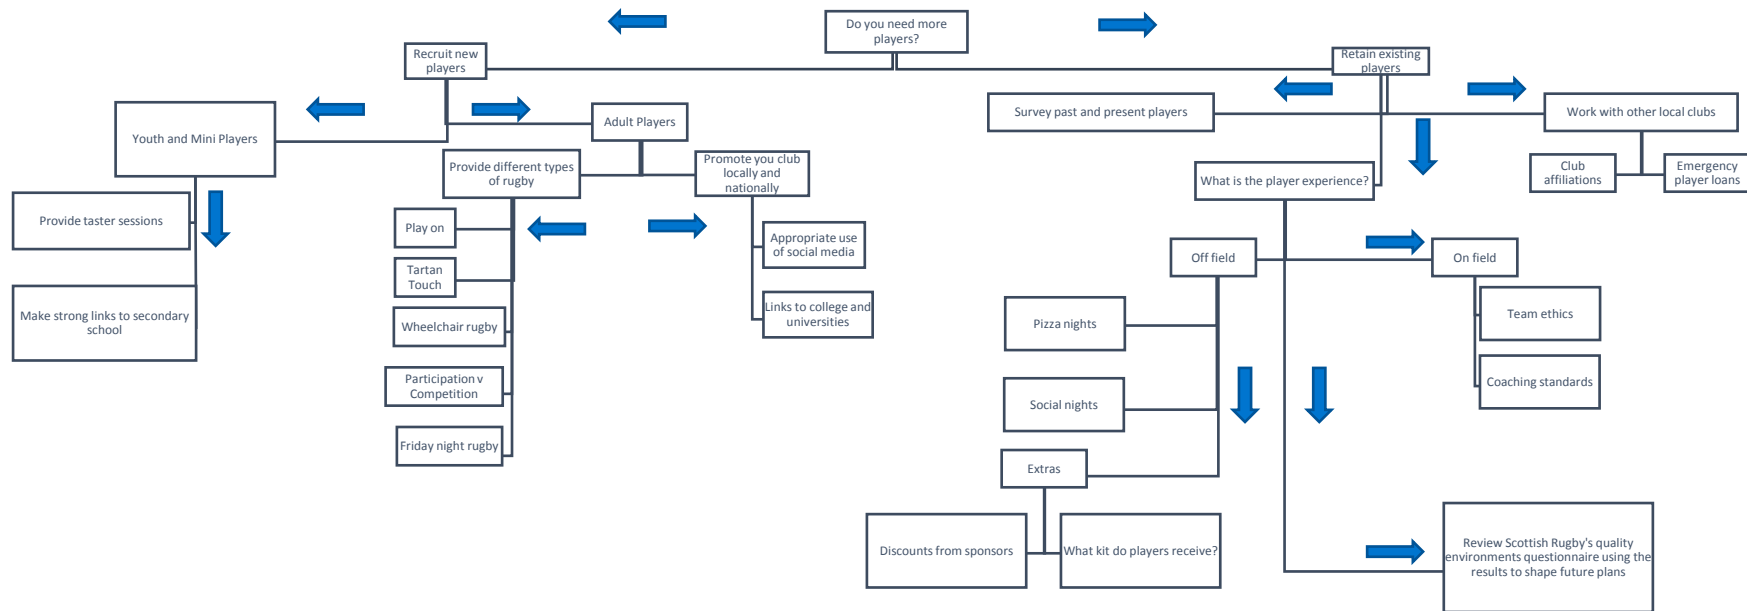 Do you need more
players?
Recruit new
players
Retain existing
players
Youth and Mini Players
Adult Players
Survey past and present players
Work with other local clubs
Provide different types
of rugby
Promote you club
locally and
nationally
What is the player experience?
Club
affiliations
Emergency
player loans
Provide taster sessions
Make strong links to secondary
school
Play on
Tartan
Touch
Wheelchair rugby
Participation v
Competition
Friday night rugby
Appropriate use
of social media
Links to college and
universities
Off field
On field
Pizza nights
Social nights
Extras
Discounts from sponsors
What kit do players receive?
Team ethics
Coaching standards
Review Scottish Rugby's quality
environments questionnaire using the
results to shape future plans